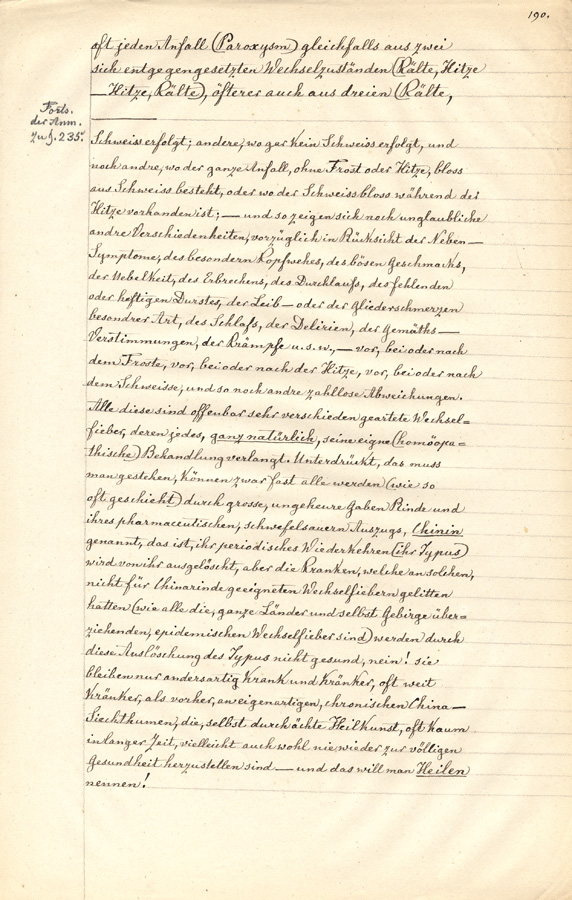 190.
oft jeden Anfall (Paroxysm) gleichfalls aus zwei
sich entgegengesetzten Wechselzuständen (Kälte, Hitze
— Hitze, Kälte), öfterer auch aus dreien (Kälte,
Forts.
der Anm.
zu §. 235.
Schweiss erfolgt; andere, wo gar kein Schweiss erfolgt, und
noch andre, wo der ganze Anfall, ohne Frost oder Hitze, bloss
aus Schweiss besteht, oder wo der Schweiss bloss während der
Hitze vorhanden ist; — und so zeigen sich noch unglaubliche
andre Verschiedenheiten, vorzüglich in Rücksicht der Neben—
Symptome, des besondern Kopfwehes, des bösen Geschmacks,
der Uebelkeit, des Erbrechens, des Durchlaufs, des fehlenden
oder heftigen Durstes, der Leib— oder der Gliederschmerzen
besondrer Art, des Schlafs, der Delirien, der Gemüths—
Verstimmungen, der Krämpfe u.s.w., — vor, bei oder nach
dem Froste, vor, bei oder nach der Hitze, vor, bei oder nach
dem Schweisse, und so noch andre zahllose Abweichungen.
Alle diese sind offenbar sehr verschieden geartete Wechsel=
fieber, deren jedes, ganz natürlich, seine eigne (homöopa=
thische) Behandlung verlangt. Unterdrückt, das muss
man gestehen, können zwar fast alle werden (wie so
oft geschieht) durch grosse, ungeheure Gaben Rinde und
ihres pharmaceutischen, schwefelsauern Auszugs, Chinin
genannt, das ist, ihr periodisches Wiederkehren (ihr Typus)
wird von ihr ausgelöscht, aber die Kranken, welche an solchen,
nicht für Chinarinde geeigneten Wechselfiebern gelitten
hatten (wie alle die, ganze Länder und selbst Gebirge über=
ziehenden, epidemischen Wechselfieber sind) werden durch
diese Auslöschung des Typus nicht gesund, nein! sie
bleiben nur andersartig krank und kränker, oft weit
kränker, als vorher, an eigenartigen, chronischen China—
Siechthumen, die, selbst durch ächte Heilkunst, oft kaum
in langer Zeit, vielleicht auch wohl nie wieder zur völligen
Gesundheit herzustellen sind — und das will man Heilen
nennen!